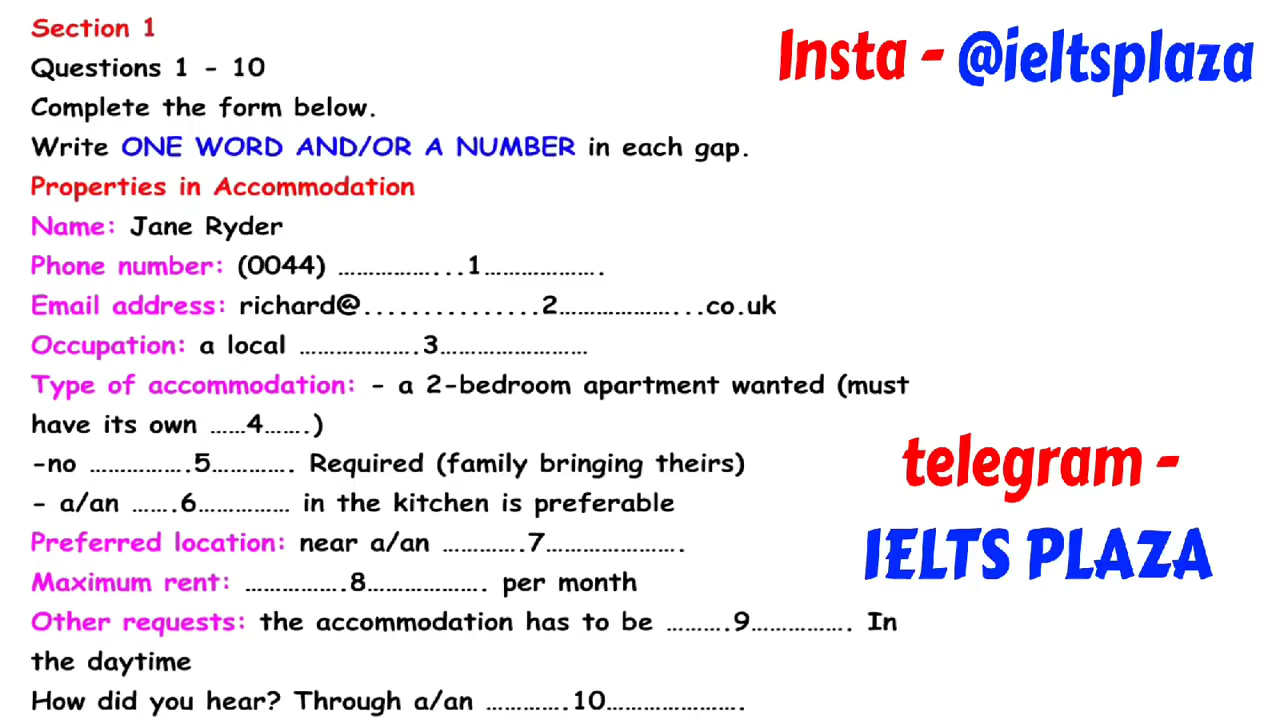 Section 1
Questions 1 - 10
Complete the form below.
Write ONE WORD AND/OR A NUMBER in each gap.
Properties in Accommodation
Name: Jane Ryder
Phone number: (0044) ……………...1……………….
Email address: richard@...............2………………...co.uk
Occupation: a local ……………….3……………………
Type of accommodation: - a 2-bedroom apartment wanted (must
have its own ……4…….)
-no …………….5…………. Required (family bringing theirs)
- a/an …….6…………… in the kitchen is preferable
Preferred location: near a/an ………….7………………….
Maximum rent: …………….8………………. per month
Other requests: the accommodation has to be ……….9……………. In
the daytime
How did you hear? Through a/an ………….10………………….
Insta - @ieltsplaza
telegram -
IELTS PLAZA